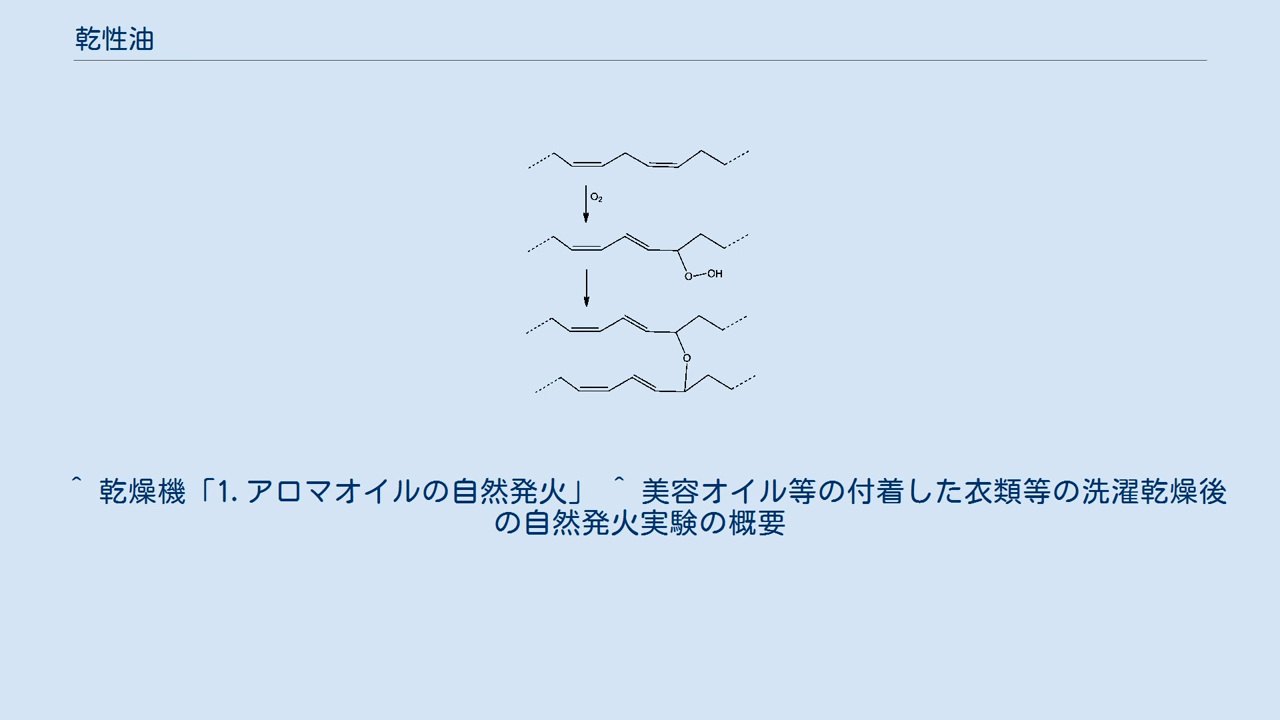 乾性油
O₂
O
OH
O
＾ 乾燥機「1. アロマオイルの自然発火」 ＾ 美容オイル等の付着した衣類等の洗濯乾燥後
の自然発火実験の概要